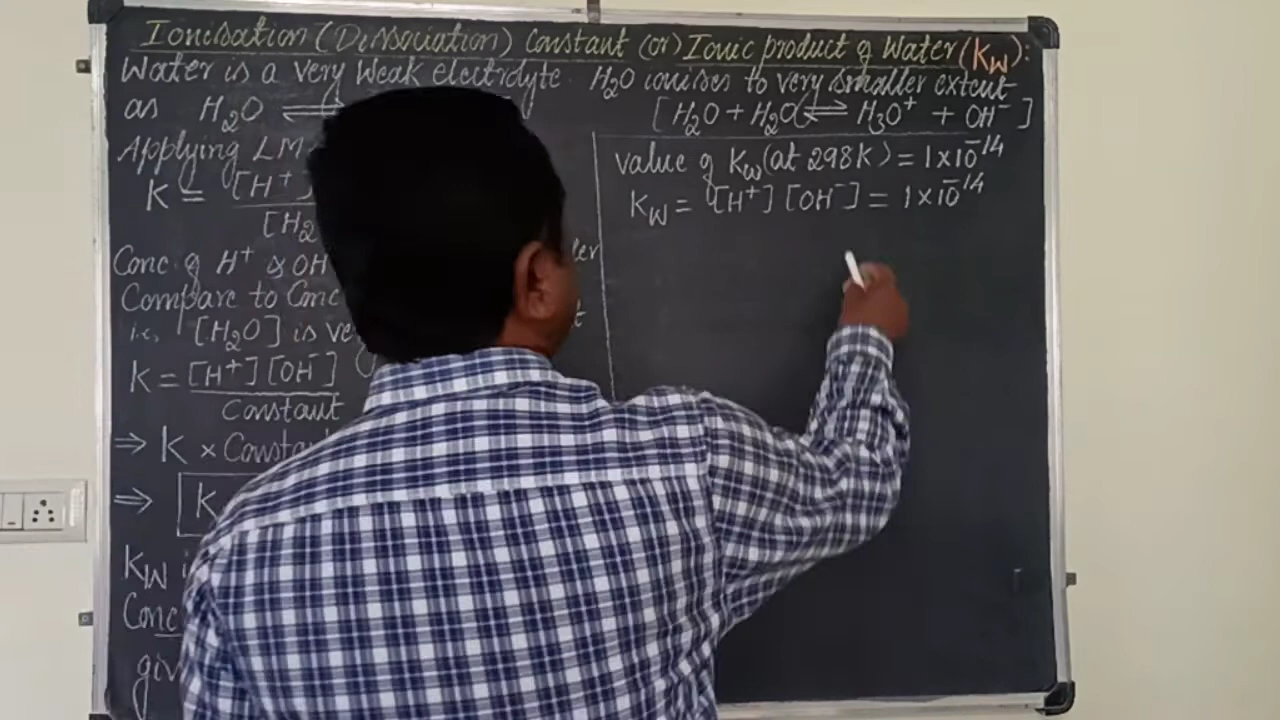 Ionisation (Dissociation) Constant (or) Ionic product of Water (KW):
Water is a very weak electrolyte. H2O ionises to very smaller extent
as H2O ⇌
[H2O + H2O ⇌ H3O+ + OH-]
Applying LM
K = [H+]
[H2
Conc. of H+ & OH
ler
Compare to Conc
i.e, [H2O] is ve
t
K = [H+][OH-]
Constant
⇒ K × Consta
⇒ K
KW i
Conc
giv
value of KW (at 298K) = 1×10-14
KW = [H+][OH-] = 1×10-14